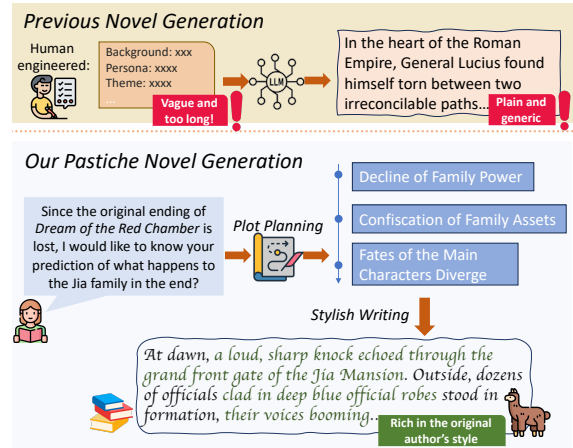 Previous Novel Generation
Human
engineered:
Background: xxx
Persona: xxxx
Theme: xxxx
...
Vague and
too long!
LLM
In the heart of the Roman
Empire, General Lucius found
himself torn between two
irreconcilable paths...
Plain and
generic
Our Pastiche Novel Generation
Since the original ending of
Dream of the Red Chamber is
lost, I would like to know your
prediction of what happens to
the Jia family in the end?
Plot Planning
Decline of Family Power
Confiscation of Family Assets
Fates of the Main
Characters Diverge
Stylish Writing
At dawn, a loud, sharp knock echoed through the
grand front gate of the Jia Mansion. Outside, dozens
of officials clad in deep blue official robes stood in
formation, their voices booming...
Rich in the original
author's style